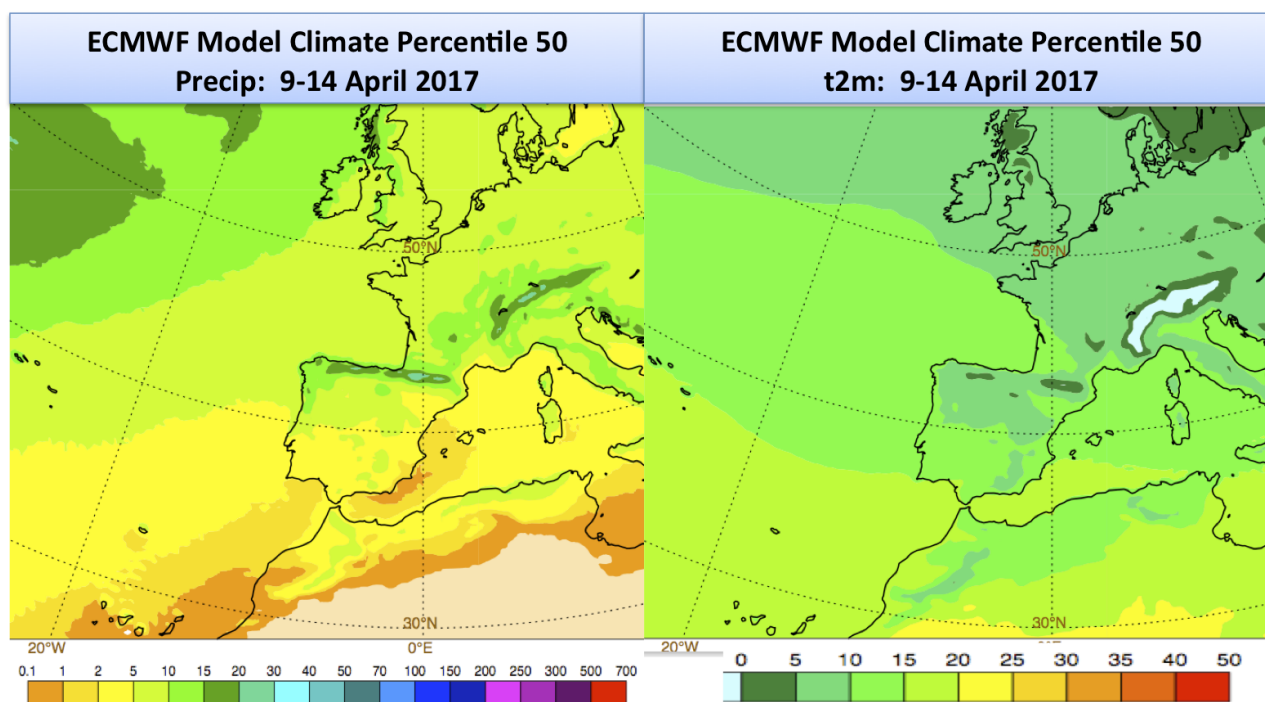 ECMWF Model Climate Percentile 50
Precip: 9-14 April 2017
ECMWF Model Climate Percentile 50
t2m: 9-14 April 2017
50°N
50°N
30°N
30°N
20°W
0°E
20°W
0.1 1 2 5 10 15 20 30 40 50 70 100 150 200 250 300 500 700
0 5 10 15 20 25 30 35 40 50